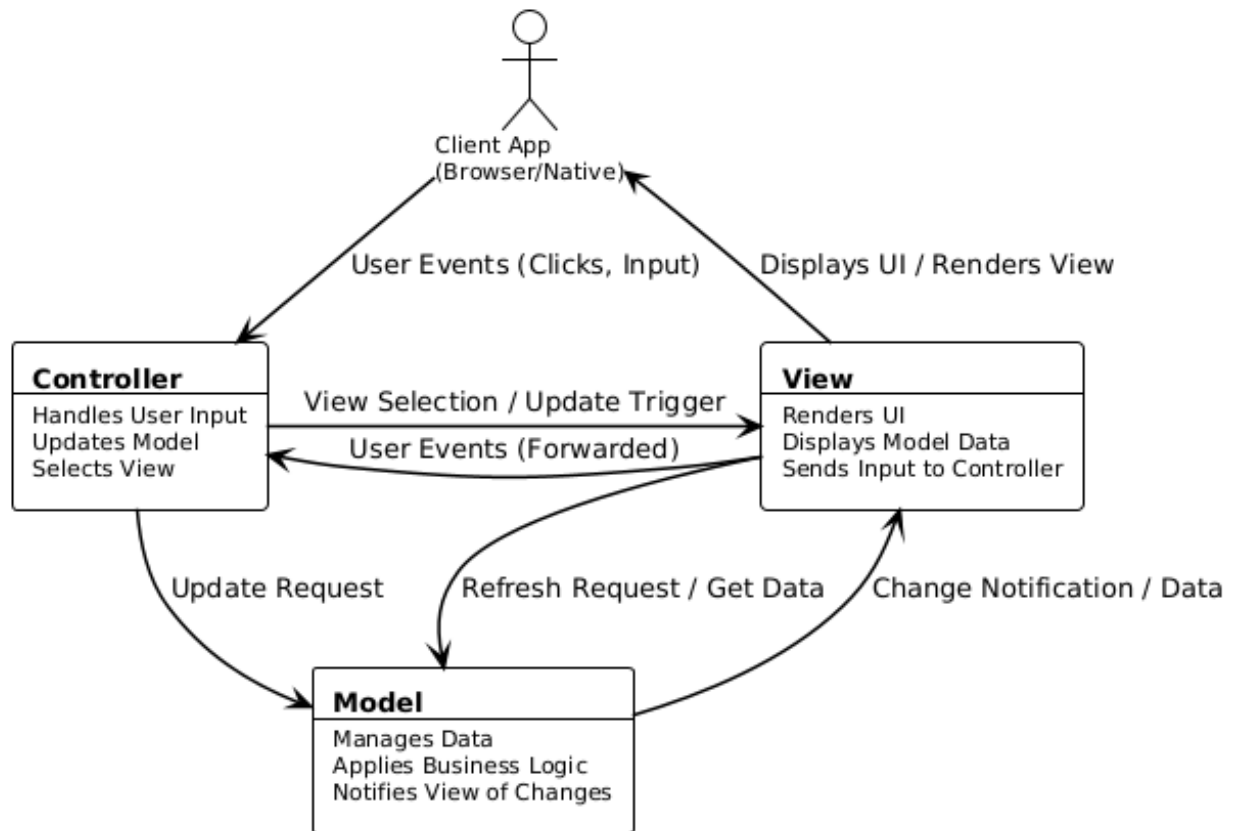 Client App
(Browser/Native)
User Events (Clicks, Input)
Displays UI / Renders View
Controller
Handles User Input
Updates Model
Selects View
View Selection / Update Trigger
User Events (Forwarded)
View
Renders UI
Displays Model Data
Sends Input to Controller
Update Request
Refresh Request / Get Data
Change Notification / Data
Model
Manages Data
Applies Business Logic
Notifies View of Changes